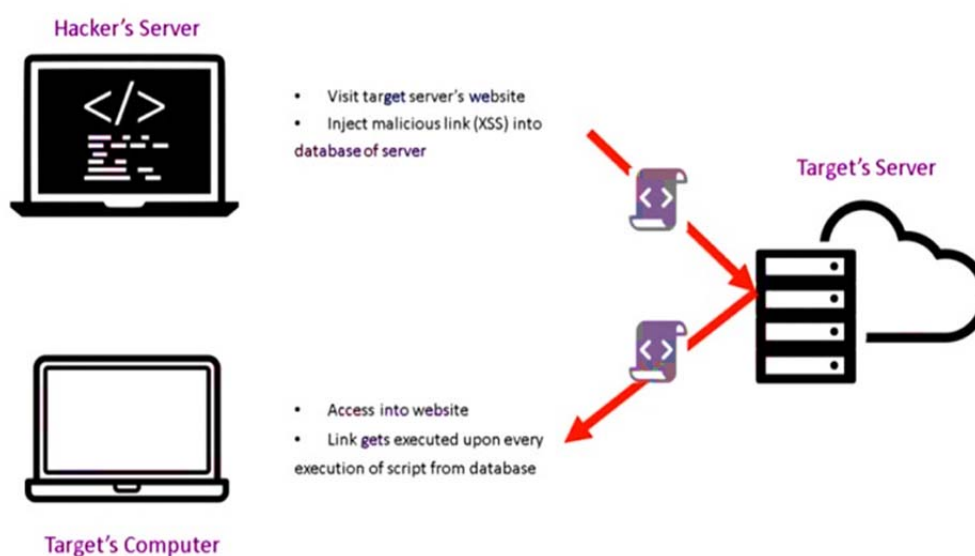 Hacker's Server
</>
• Visit target server's website
• Inject malicious link (XSS) into
database of server
< >
Target's Server
< >
• Access into website
• Link gets executed upon every
execution of script from database
Target's Computer